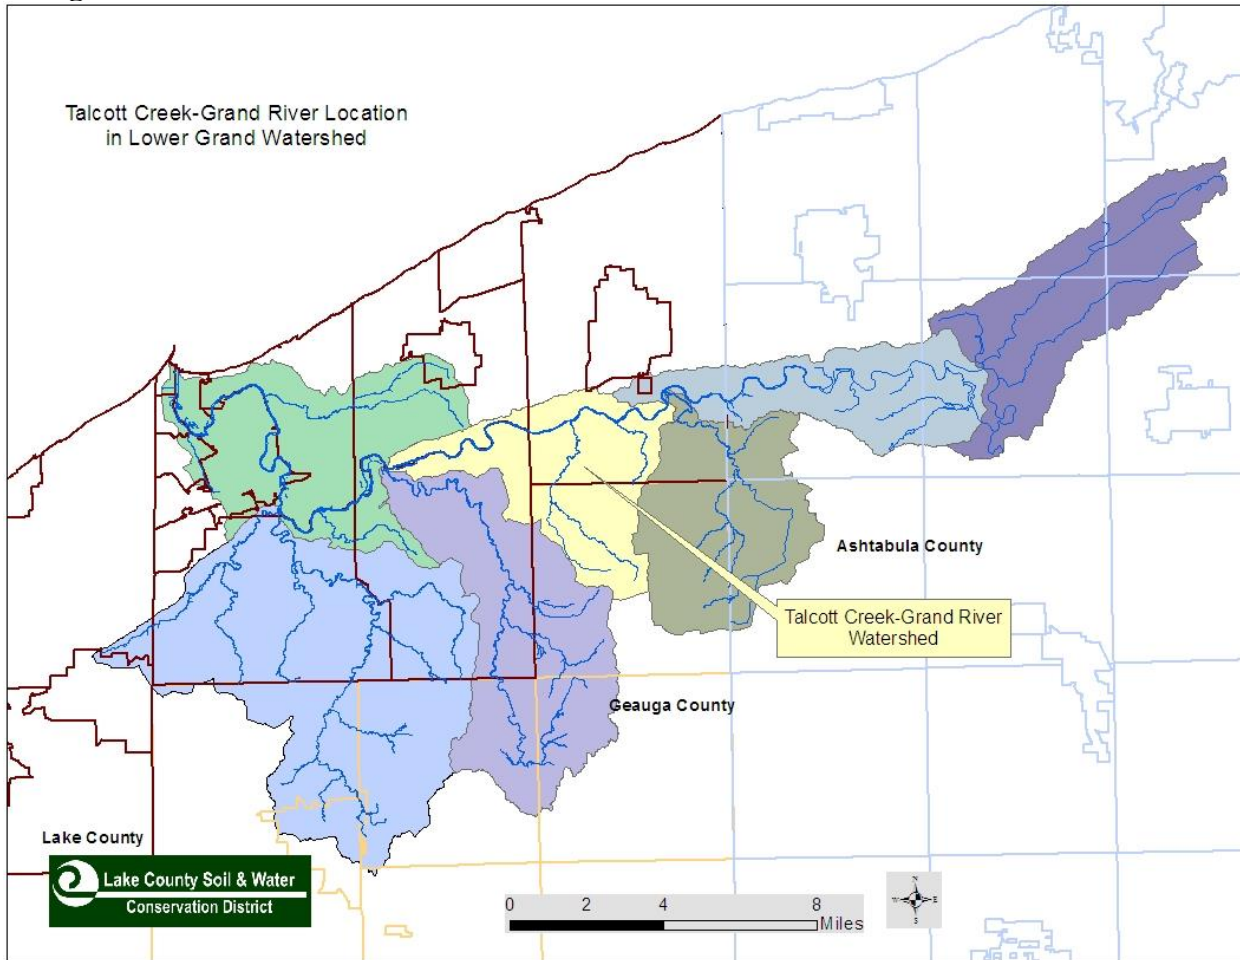 Talcott Creek-Grand River Location
in Lower Grand Watershed
Ashtabula County
Talcott Creek-Grand River
Watershed
Geauga County
Lake County
Lake County Soil & Water
Conservation District
0 2 4 8
Miles
N
W E
S